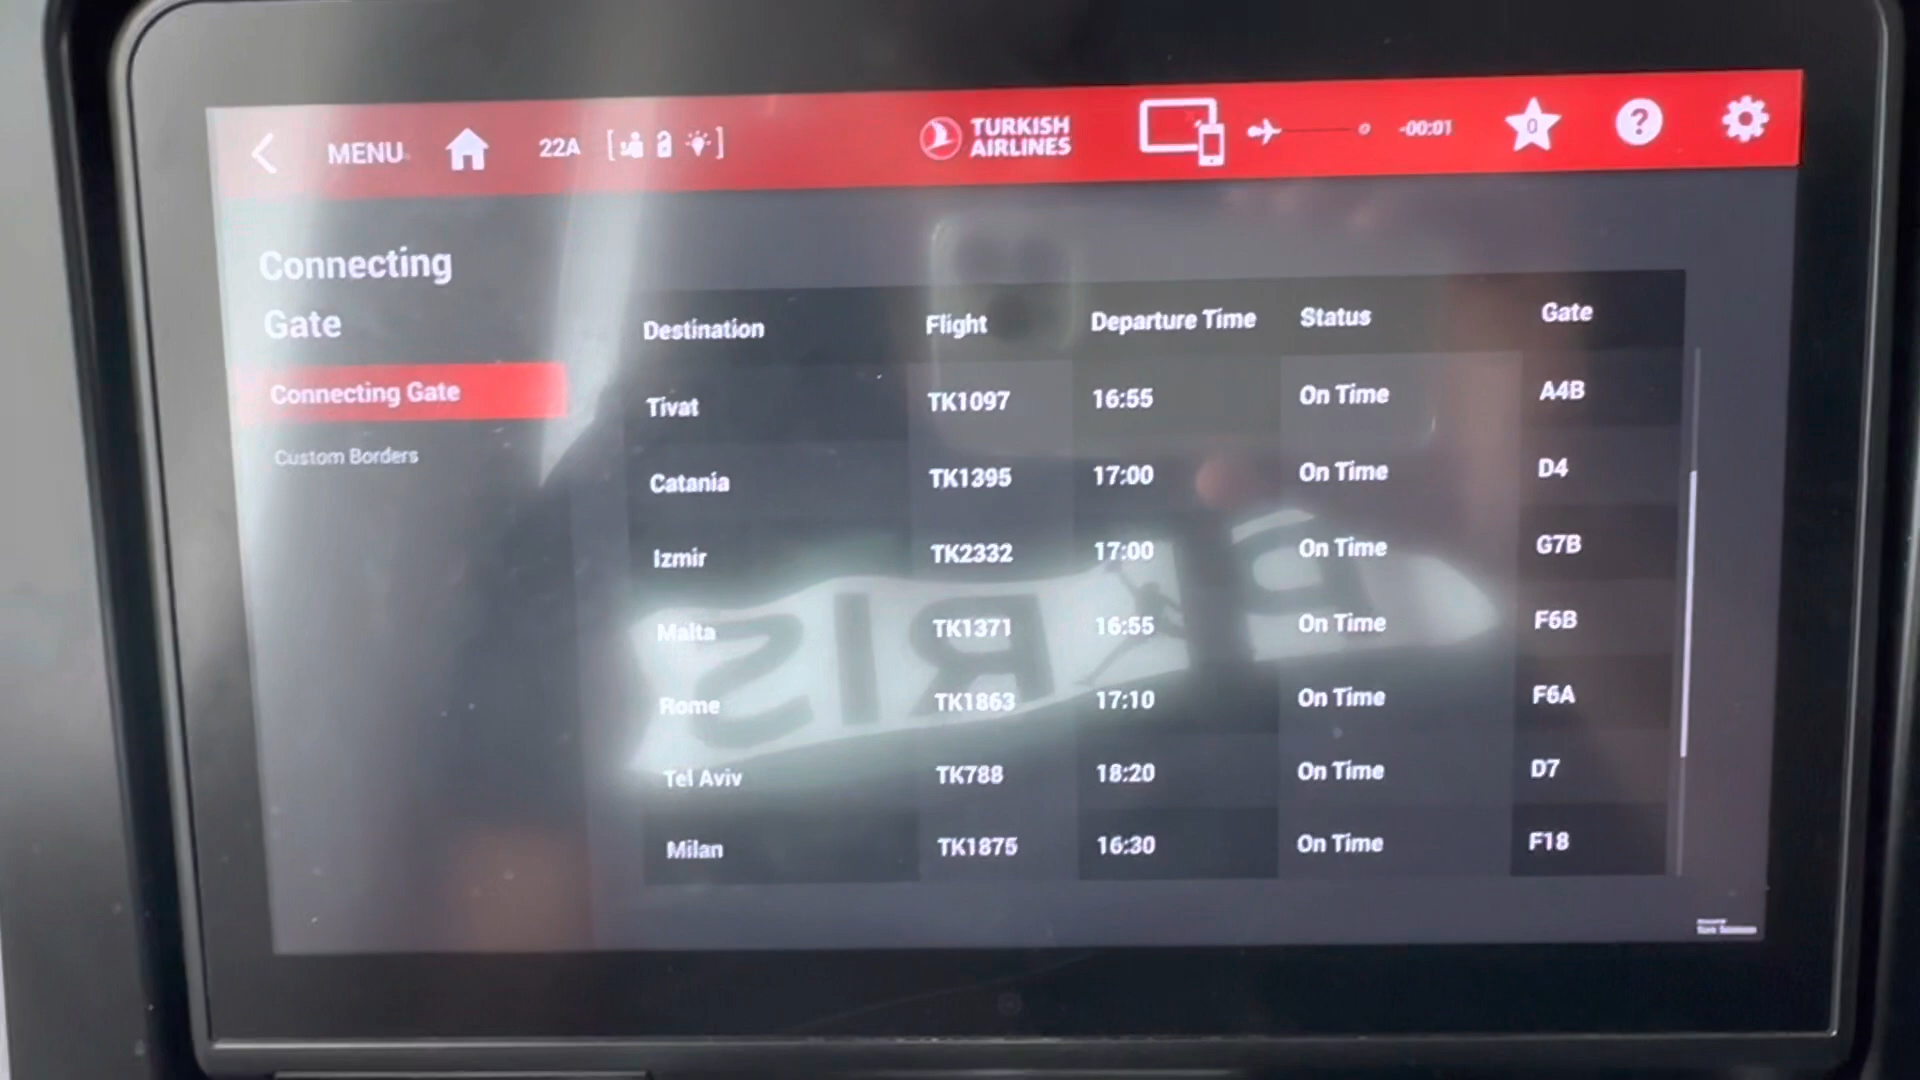 MENU 22A TURKISH AIRLINES -00:01 0 ?
Connecting
Gate
Connecting Gate
Custom Borders
Destination Flight Departure Time Status Gate
Tivat TK1097 16:55 On Time A4B
Catania TK1395 17:00 On Time D4
Izmir TK2332 17:00 On Time G7B
Malta TK1371 16:55 On Time F6B
Rome TK1863 17:10 On Time F6A
Tel Aviv TK788 18:20 On Time D7
Milan TK1875 16:30 On Time F18